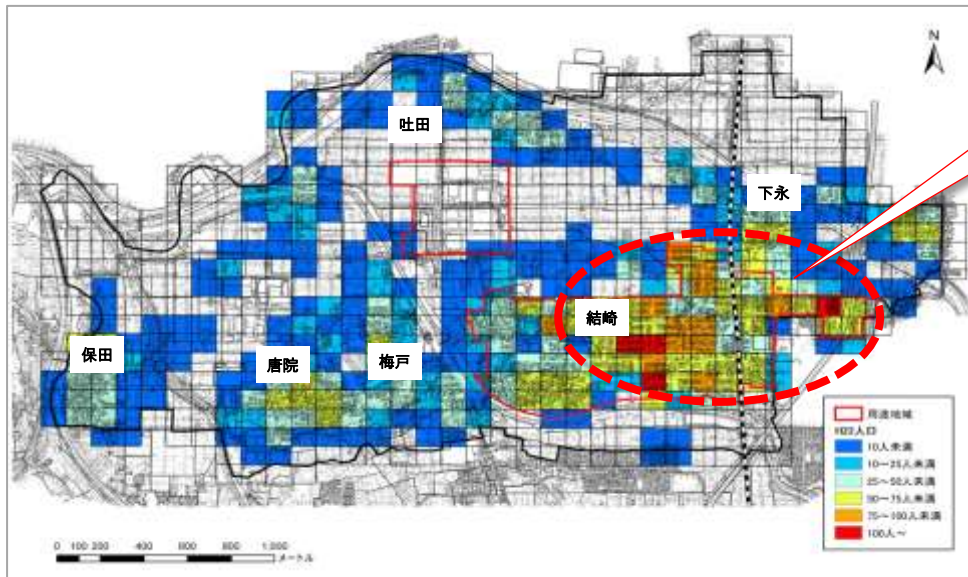 N
吐田
下永
結崎
保田
唐院
梅戸
用途地域
H22人口
10人未満
10～25人未満
25～50人未満
50～75人未満
75～100人未満
100人～
0 100 200 400 600 800 1,000
メートル